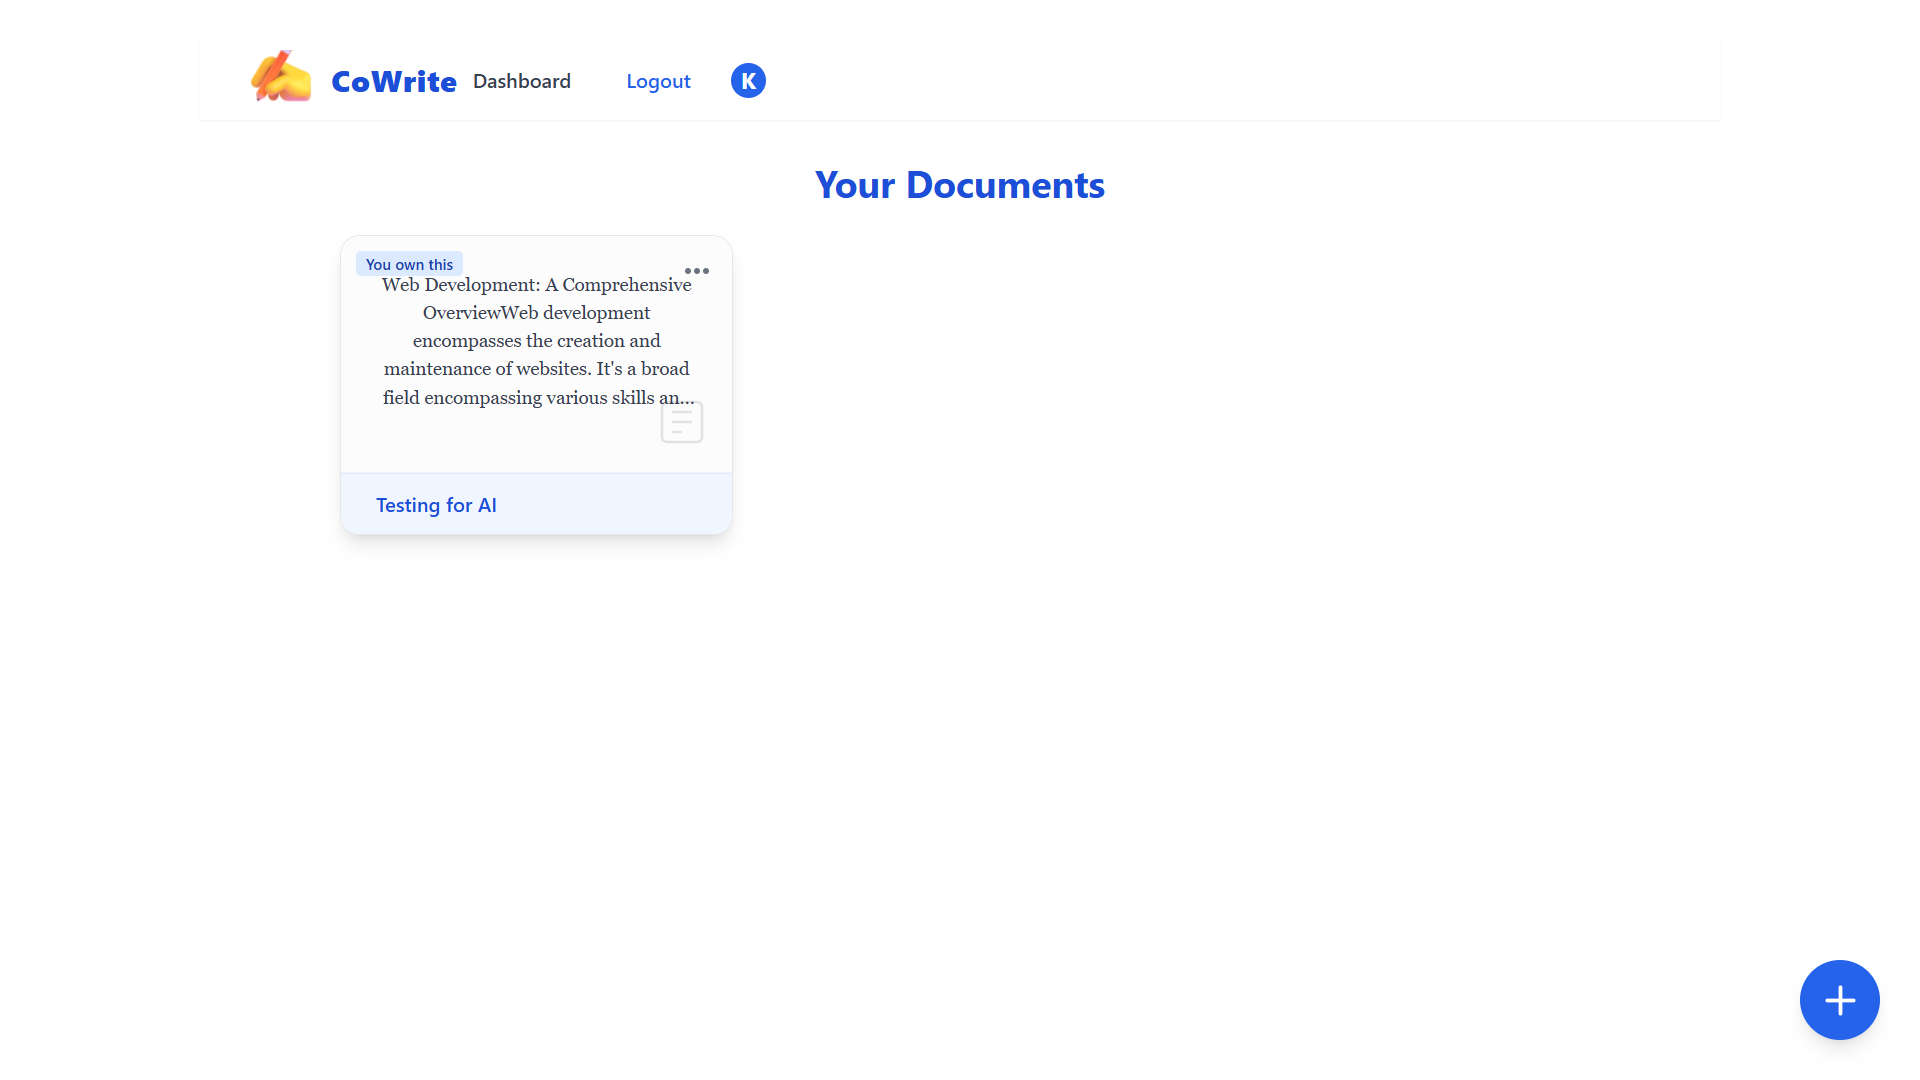 CoWrite Dashboard Logout K
Your Documents
You own this
Web Development: A Comprehensive
OverviewWeb development
encompasses the creation and
maintenance of websites. It's a broad
field encompassing various skills an...
Testing for AI